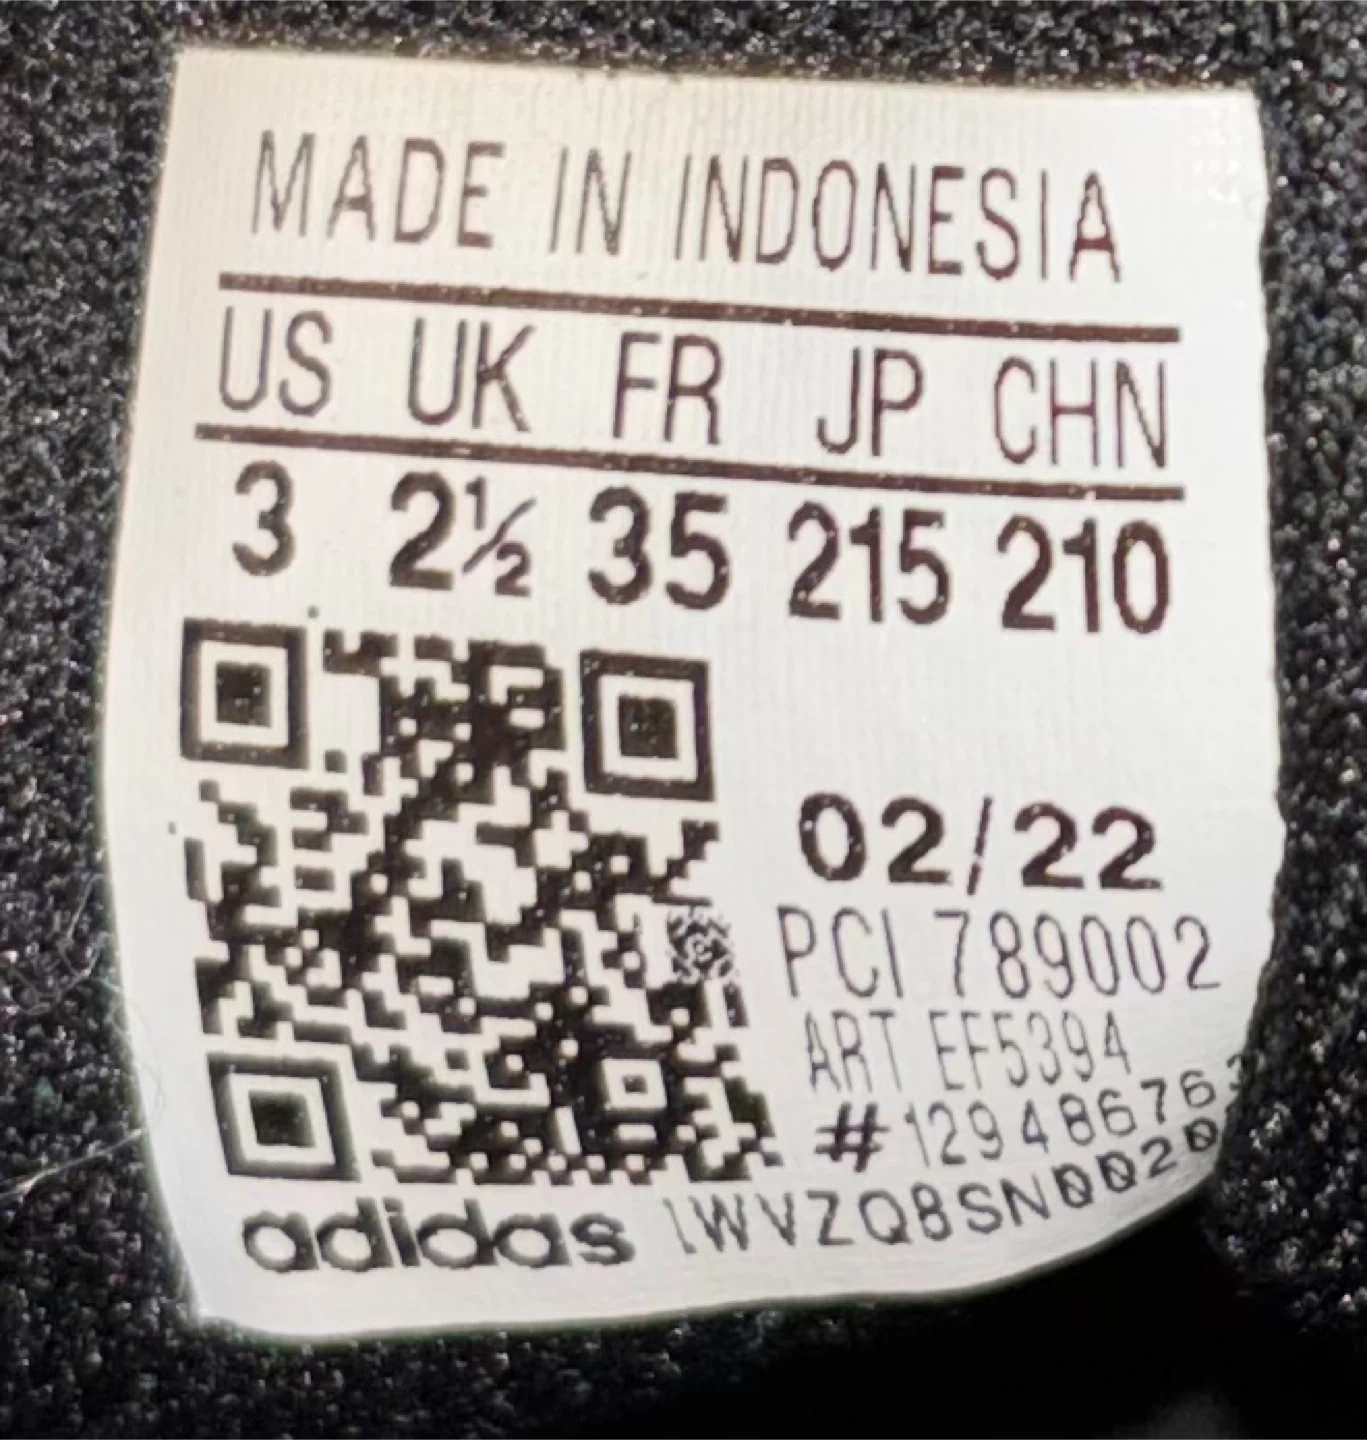 MADE IN INDONESIA
US UK FR JP CHN
3 2½ 35 215 210
02/22
PCI 789002
ART EF5394
adidas